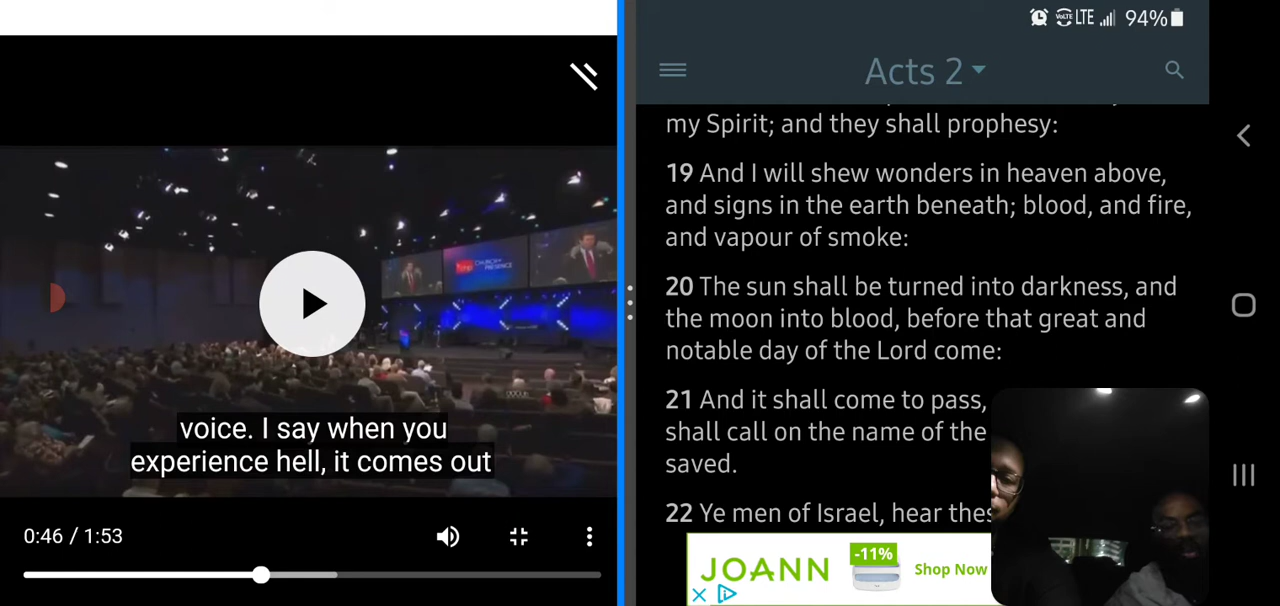 VoLTE LTE 94%
Acts 2
my Spirit; and they shall prophesy:
19 And I will shew wonders in heaven above,
and signs in the earth beneath; blood, and fire,
and vapour of smoke:
20 The sun shall be turned into darkness, and
the moon into blood, before that great and
notable day of the Lord come:
21 And it shall come to pass,
shall call on the name of the
saved.
22 Ye men of Israel, hear
JOANN
-11%
Shop Now
CHURCH
PRESENCE
voice. I say when you
experience hell, it comes out
0:46 / 1:53